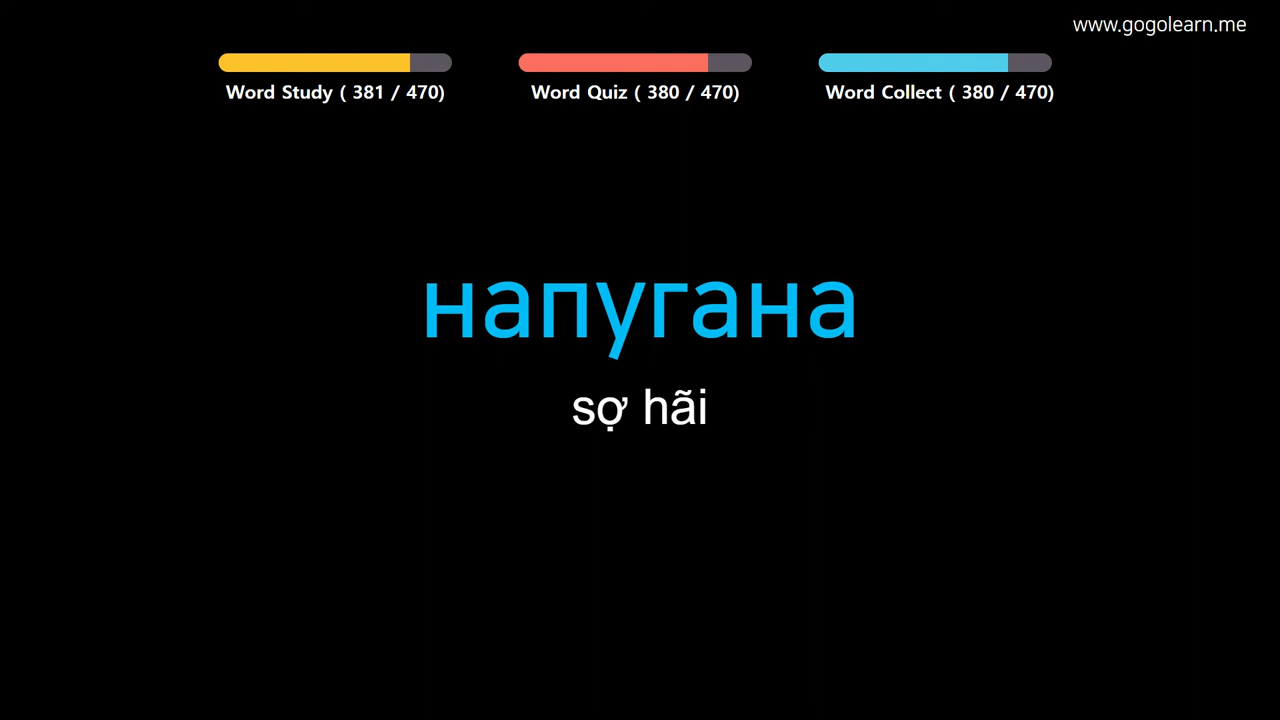 www.gogolearn.me
Word Study ( 381 / 470)
Word Quiz ( 380 / 470)
Word Collect ( 380 / 470)
напугана
sợ hãi